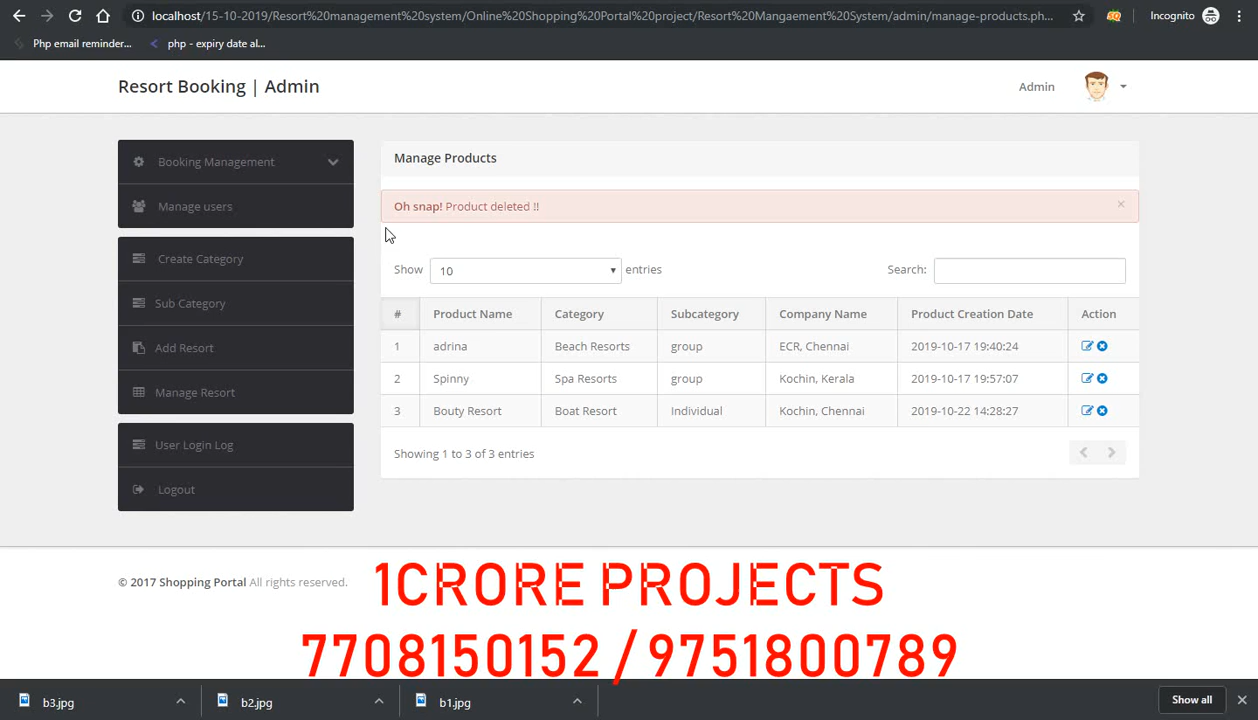 localhost/15-10-2019/Resort%20management%20system/Online%20Shopping%20Portal%20project/Resort%20Mangaement%20System/admin/manage-products.ph...
Incognito
Php email reminder...
php - expiry date al...
Resort Booking | Admin
Admin
Booking Management
Manage users
Create Category
Sub Category
Add Resort
Manage Resort
User Login Log
Logout
Manage Products
Oh snap! Product deleted !! ×
Show 10 entries Search:
# Product Name Category Subcategory Company Name Product Creation Date Action
1 adrina Beach Resorts group ECR, Chennai 2019-10-17 19:40:24
2 Spinny Spa Resorts group Kochin, Kerala 2019-10-17 19:57:07
3 Bouty Resort Boat Resort Individual Kochin, Chennai 2019-10-22 14:28:27
Showing 1 to 3 of 3 entries
© 2017 Shopping Portal All rights reserved.
1CRORE PROJECTS
7708150152 / 9751800789
b3.jpg b2.jpg b1.jpg Show all